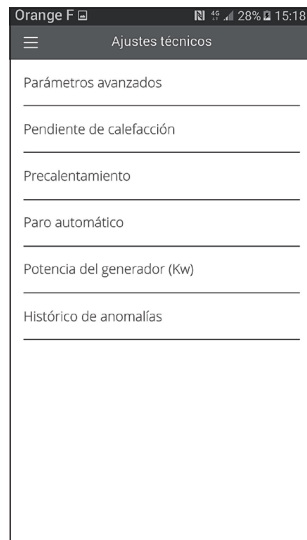 Orange F 4G 28% 15:18
Ajustes técnicos
Parámetros avanzados
Pendiente de calefacción
Precalentamiento
Paro automático
Potencia del generador (Kw)
Histórico de anomalías